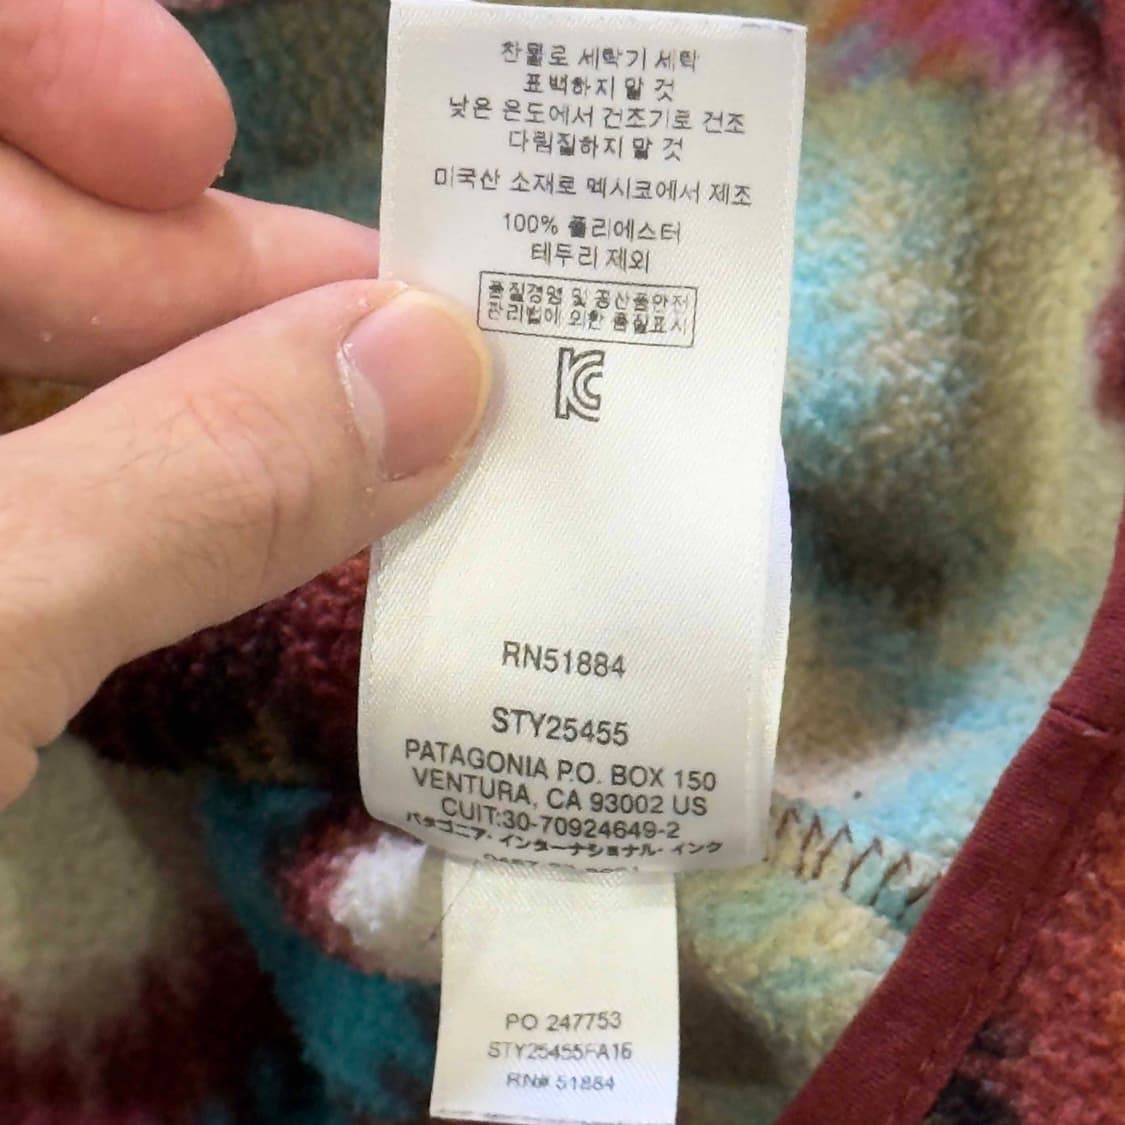 찬물로 세탁기 세탁
표백하지 말 것
낮은 온도에서 건조기로 건조
다림질하지 말 것
미국산 소재로 멕시코에서 제조
100% 폴리에스터
테두리 제외
품질경영 및 공산품안전
관리법에 의한 품질표시
KC
RN51884
STY25455
PATAGONIA P.O. BOX 150
VENTURA, CA 93002 US
CUIT:30-70924649-2
パタゴニア・インターナショナル・インク
PO 247753
STY25455FA16
RN# 51884